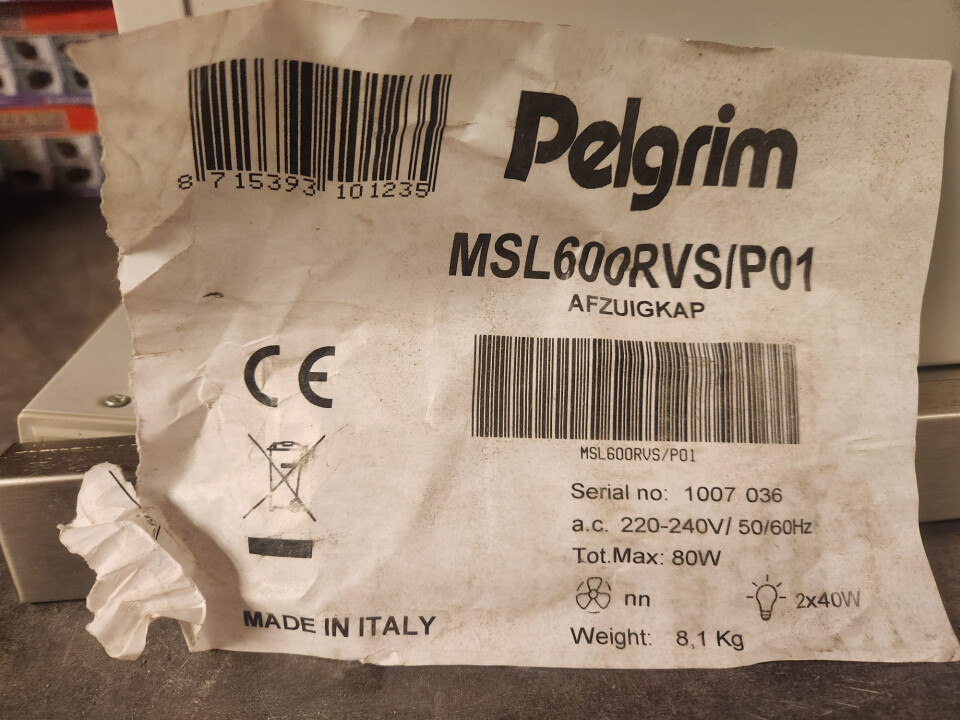 8 715393 101235
Pelgrim
MSL600RVS/P01
AFZUIGKAP
CE
MSL600RVS/P01
Serial no: 1007 036
a.c. 220-240V/ 50/60Hz
Tot.Max: 80W
nn 2x40W
Weight: 8,1 Kg
MADE IN ITALY